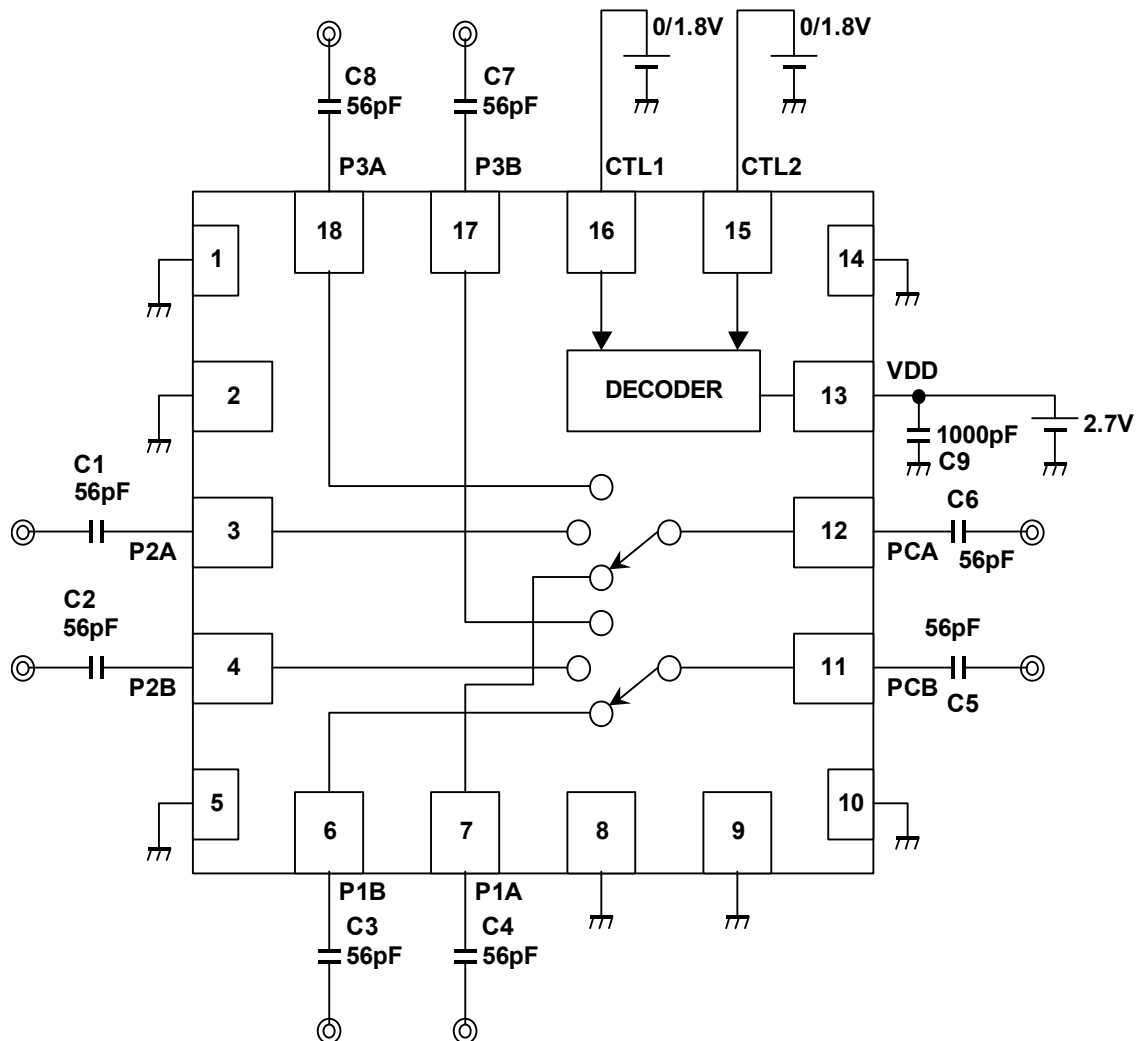 0/1.8V
0/1.8V
C8
56pF
C7
56pF
P3A
P3B
CTL1
CTL2
18
17
16
15
1
14
2
DECODER
13
VDD
1000pF
C9
2.7V
C1
56pF
P2A
3
12
PCA
C6
56pF
C2
56pF
P2B
4
11
PCB
56pF
C5
5
6
7
8
9
10
P1B
P1A
C3
56pF
C4
56pF